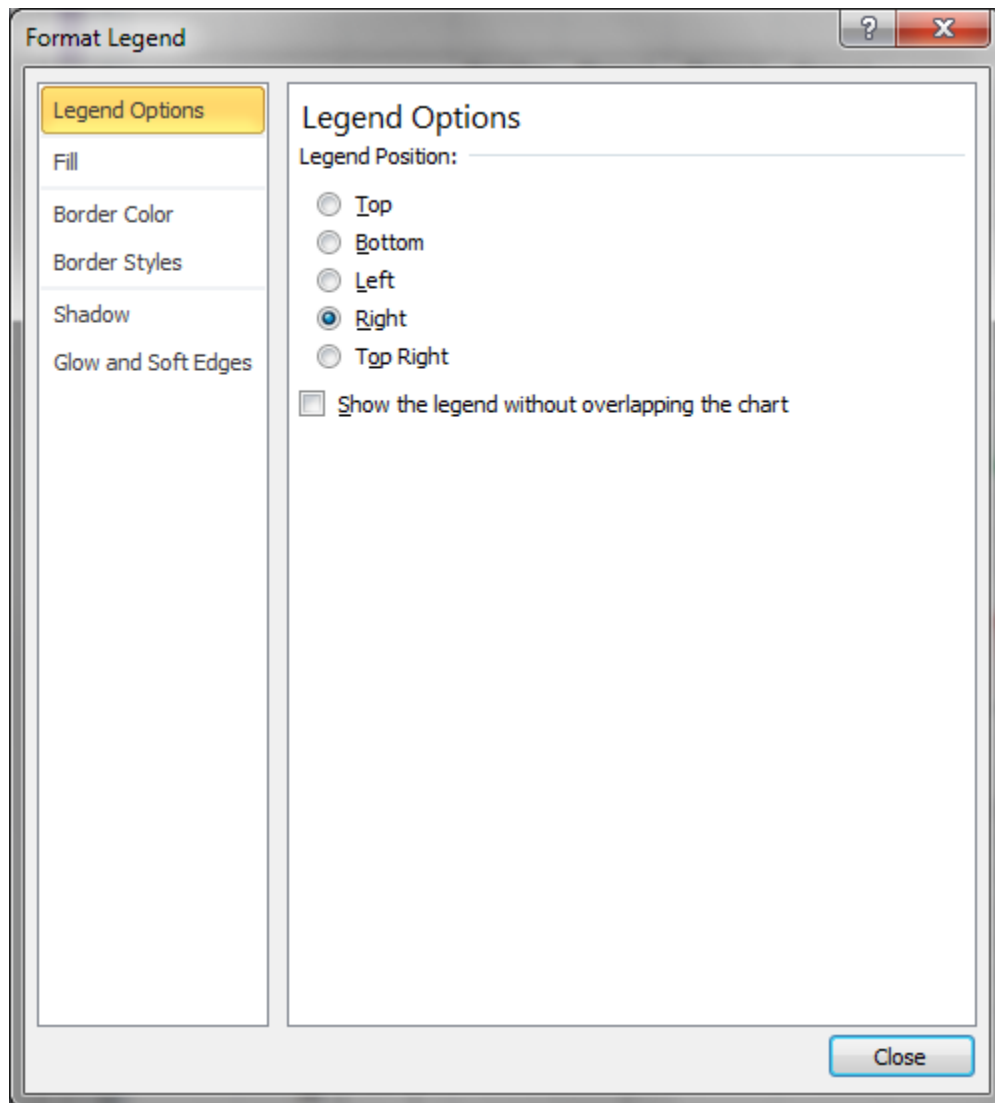 Format Legend
?
Legend Options
Fill
Border Color
Border Styles
Shadow
Glow and Soft Edges
Legend Options
Legend Position:
Top
Bottom
Left
Right
Top Right
Show the legend without overlapping the chart
Close